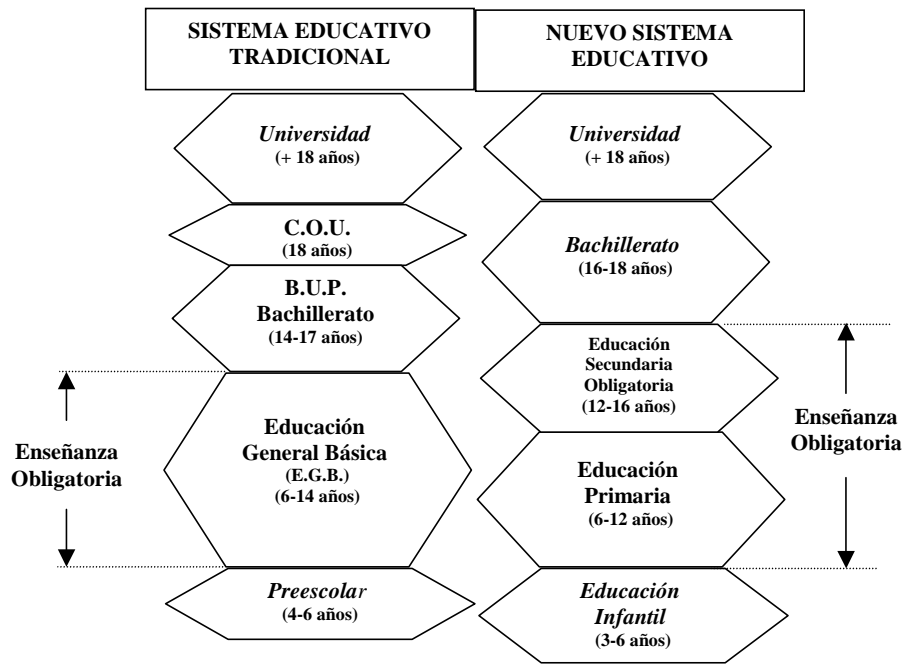 SISTEMA EDUCATIVO
TRADICIONAL
Universidad
(+ 18 años)
C.O.U.
(18 años)
B.U.P.
Bachillerato
(14-17 años)
Enseñanza
Obligatoria
Educación
General Básica
(E.G.B.)
(6-14 años)
Preescolar
(4-6 años)
NUEVO SISTEMA
EDUCATIVO
Universidad
(+ 18 años)
Bachillerato
(16-18 años)
Educación
Secundaria
Obligatoria
(12-16 años)
Educación
Primaria
(6-12 años)
Enseñanza
Obligatoria
Educación
Infantil
(3-6 años)